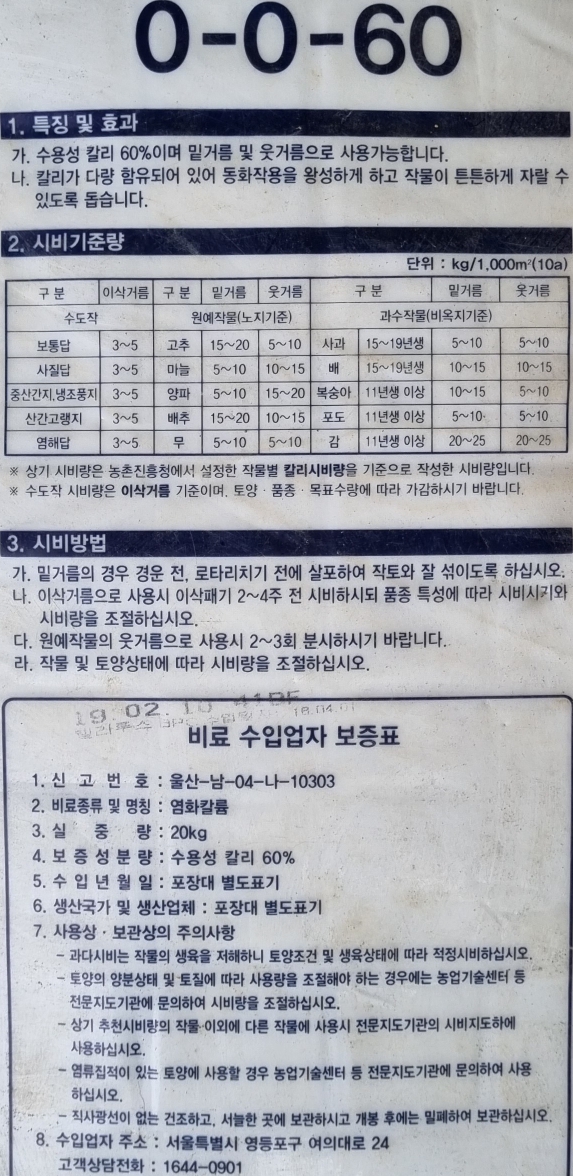 0-0-60
1. 특징 및 효과
가. 수용성 칼리 60%이며 밑거름 및 웃거름으로 사용가능합니다.
나. 칼리가 다량 함유되어 있어 동화작용을 왕성하게 하고 작물이 튼튼하게 자랄 수
있도록 돕습니다.
2. 시비기준량
단위 : kg/1,000m²(10a)
구 분 이삭거름 구 분 밑거름 웃거름 구 분 밑거름 웃거름
수도작 원예작물(노지기준) 과수작물(비옥지기준)
보통답 3~5 고추 15~20 5~10 사과 15~19년생 5~10 5~10
사질답 3~5 마늘 5~10 10~15 배 15~19년생 10~15 10~15
중산간지,냉조풍지 3~5 양파 5~10 15~20 복숭아 11년생 이상 10~15 5~10
산간고랭지 3~5 배추 15~20 10~15 포도 11년생 이상 5~10 5~10
염해답 3~5 무 5~10 5~10 감 11년생 이상 20~25 20~25
※ 상기 시비량은 농촌진흥청에서 설정한 작물별 칼리시비량을 기준으로 작성한 시비량입니다.
※ 수도작 시비량은 이삭거름 기준이며, 토양 · 품종 · 목표수량에 따라 가감하시기 바랍니다.
3. 시비방법
가. 밑거름의 경우 경운 전, 로타리치기 전에 살포하여 작토와 잘 섞이도록 하십시오.
나. 이삭거름으로 사용시 이삭패기 2~4주 전 시비하시되 품종 특성에 따라 시비시기와
시비량을 조절하십시오.
다. 원예작물의 웃거름으로 사용시 2~3회 분시하시기 바랍니다.
라. 작물 및 토양상태에 따라 시비량을 조절하십시오.
19.02.10 41BF
18.04.01
비료 수입업자 보증표
1. 신 고 번 호 : 울산-남-04-나-10303
2. 비료종류 및 명칭 : 염화칼륨
3. 실 중 량 : 20kg
4. 보 증 성 분 량 : 수용성 칼리 60%
5. 수 입 년 월 일 : 포장대 별도표기
6. 생산국가 및 생산업체 : 포장대 별도표기
7. 사용상 · 보관상의 주의사항
- 과다시비는 작물의 생육을 저해하니 토양조건 및 생육상태에 따라 적정시비하십시오.
- 토양의 양분상태 및 토질에 따라 사용량을 조절해야 하는 경우에는 농업기술센터 등
전문지도기관에 문의하여 시비량을 조절하십시오.
- 상기 추천시비량의 작물 이외에 다른 작물에 사용시 전문지도기관의 시비지도하에
사용하십시오.
- 염류집적이 있는 토양에 사용할 경우 농업기술센터 등 전문지도기관에 문의하여 사용
하십시오.
- 직사광선이 없는 건조하고, 서늘한 곳에 보관하시고 개봉 후에는 밀폐하여 보관하십시오.
8. 수입업자 주소 : 서울특별시 영등포구 여의대로 24
고객상담전화 : 1644-0901